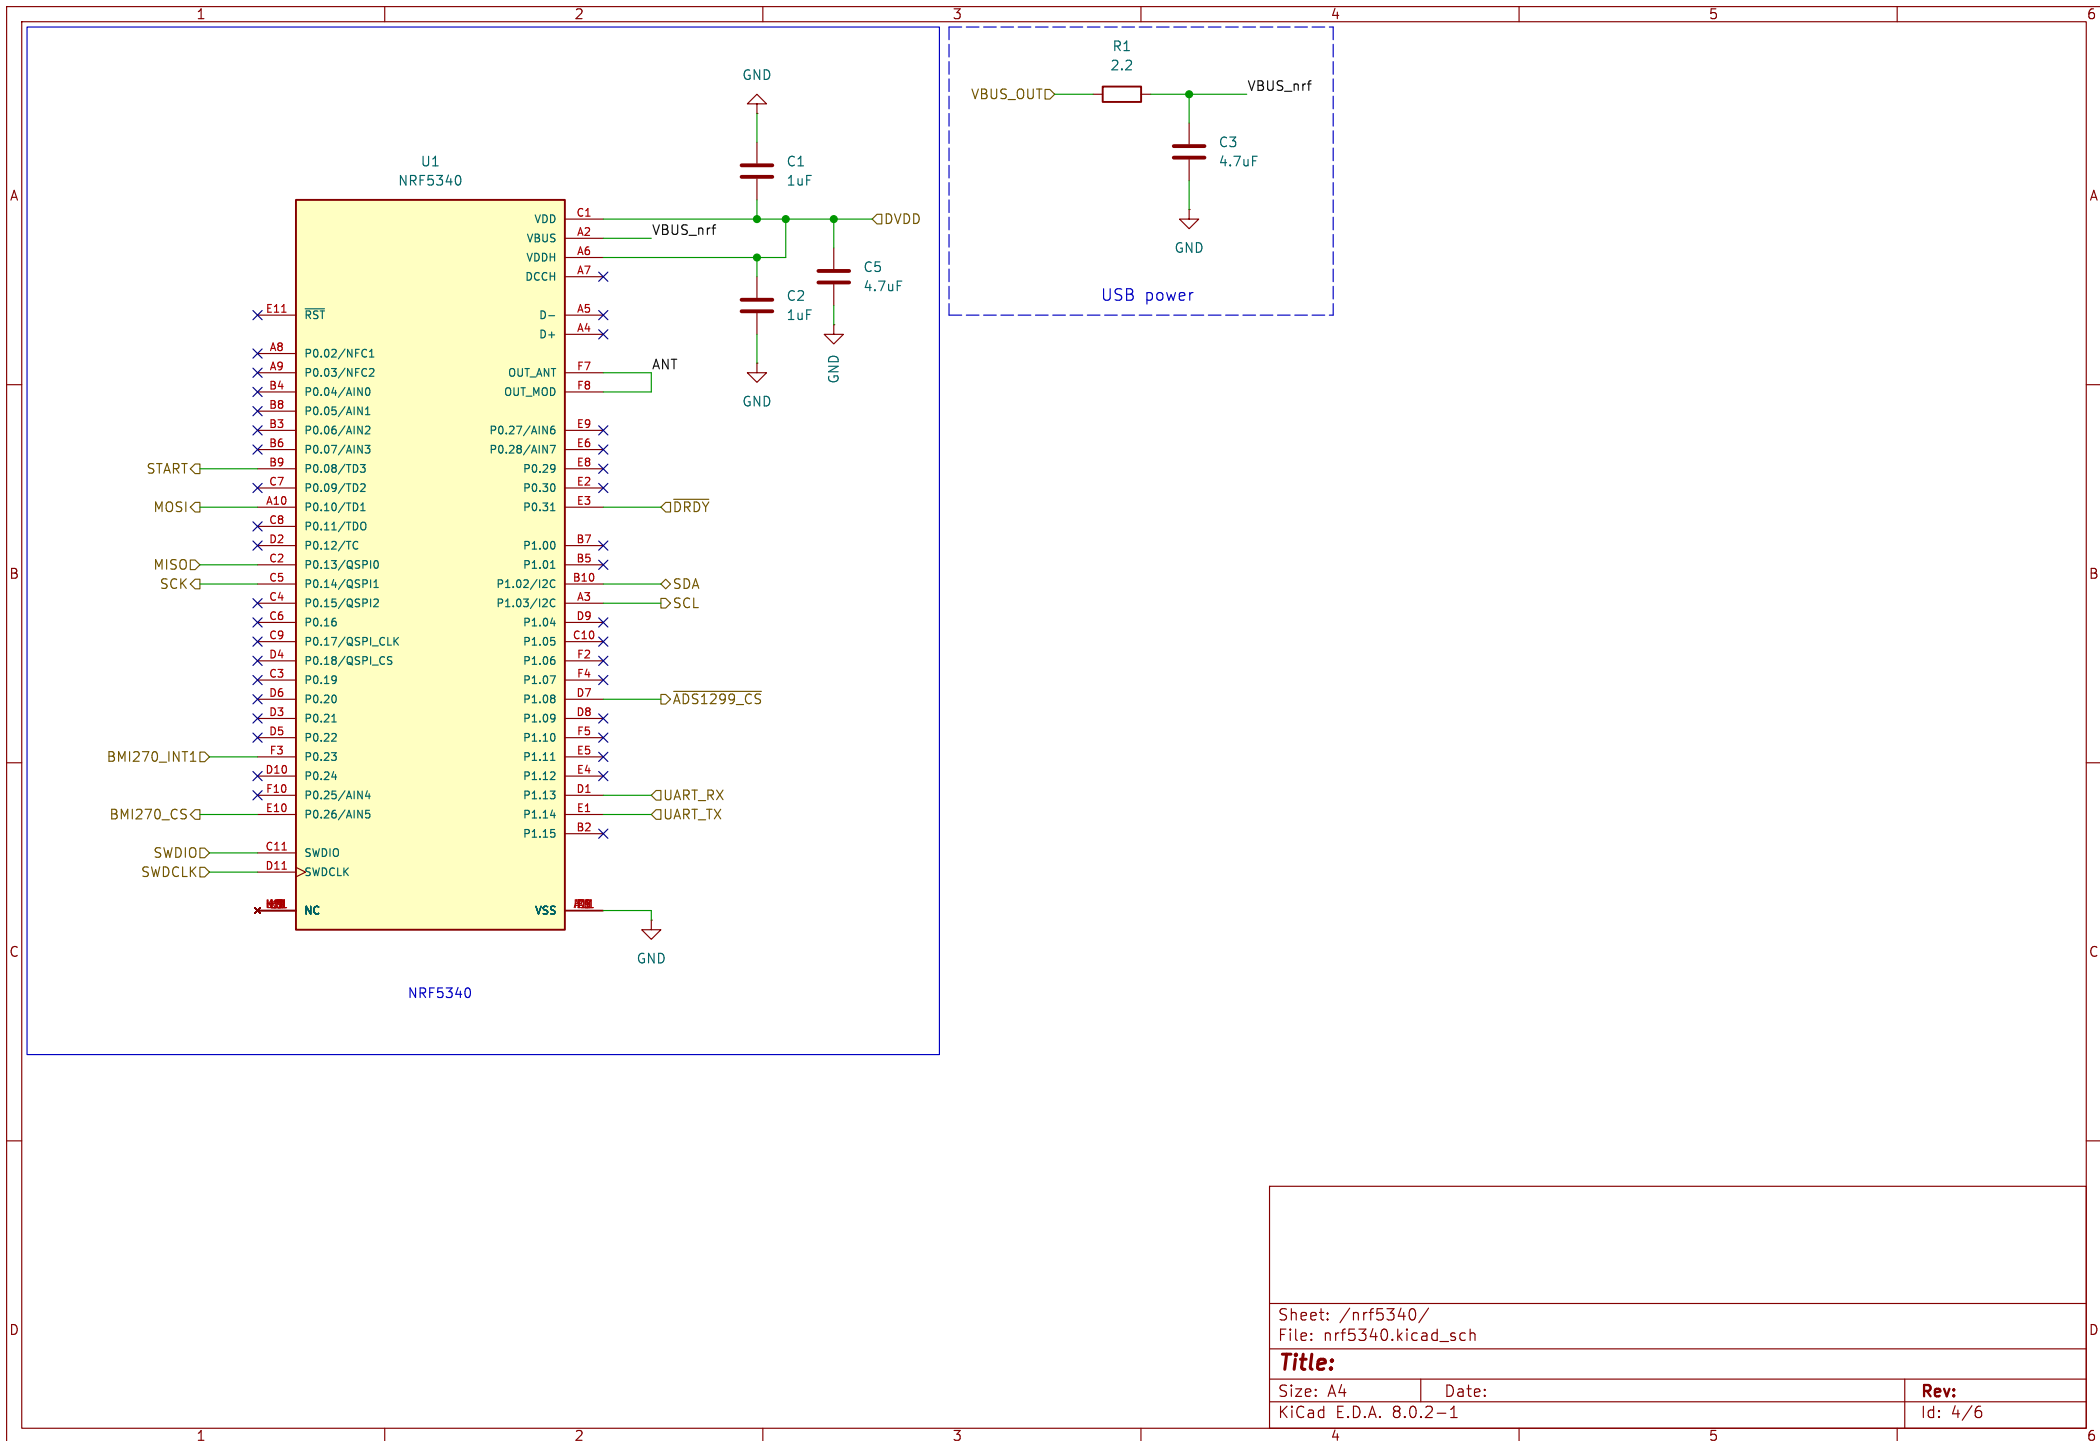 1 2 3 4 5 6
A
B
C
D
A
B
C
D
1 2 3 4 5 6
U1
NRF5340
E11 RST
A8 P0.02/NFC1
A9 P0.03/NFC2
B4 P0.04/AIN0
B8 P0.05/AIN1
B3 P0.06/AIN2
B6 P0.07/AIN3
START B9 P0.08/TD3
C7 P0.09/TD2
MOSI A10 P0.10/TD1
C8 P0.11/TDO
D2 P0.12/TC
MISO C2 P0.13/QSPI0
SCK C5 P0.14/QSPI1
C4 P0.15/QSPI2
C6 P0.16
C9 P0.17/QSPI_CLK
D4 P0.18/QSPI_CS
C3 P0.19
D6 P0.20
D3 P0.21
D5 P0.22
BMI270_INT1 F3 P0.23
D10 P0.24
F10 P0.25/AIN4
BMI270_CS E10 P0.26/AIN5
SWDIO C11 SWDIO
SWDCLK D11 SWDCLK
NC
VDD C1 DVDD
VBUS A2 VBUS_nrf
VDDH A6
DCCH A7
D- A5
D+ A4
OUT_ANT F7 ANT
OUT_MOD F8
P0.27/AIN6 E9
P0.28/AIN7 E6
P0.29 E8
P0.30 E2
P0.31 E3 DRDY
P1.00 B7
P1.01 B5
P1.02/I2C B10 SDA
P1.03/I2C A3 SCL
P1.04 D9
P1.05 C10
P1.06 F2
P1.07 F4
P1.08 D7 ADS1299_CS
P1.09 D8
P1.10 F5
P1.11 E5
P1.12 E4
P1.13 D1 UART_RX
P1.14 E1 UART_TX
P1.15 B2
VSS
GND
NRF5340
GND
C1
1uF
C2
1uF
GND
C5
4.7uF
GND
R1
2.2
VBUS_OUT
VBUS_nrf
C3
4.7uF
GND
USB power
Sheet: /nrf5340/
File: nrf5340.kicad_sch
Title:
Size: A4 Date: Rev:
KiCad E.D.A. 8.0.2-1 Id: 4/6